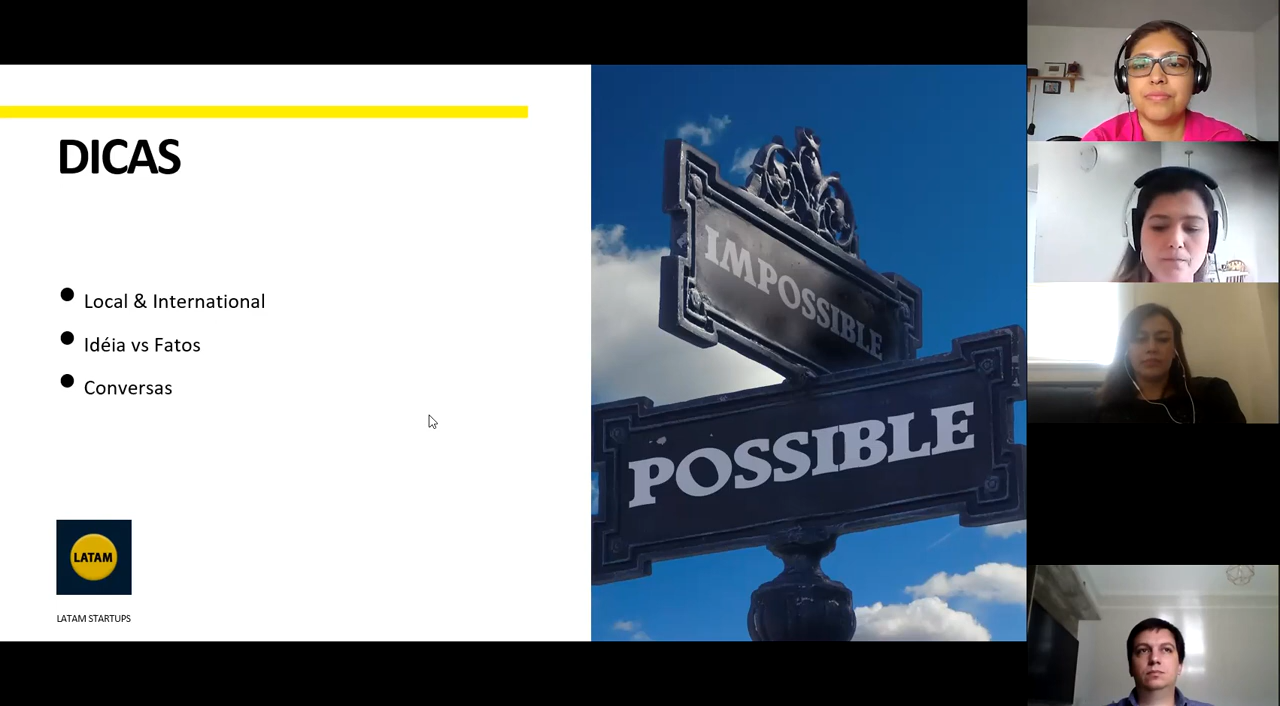 DICAS
Local & International
Idéia vs Fatos
Conversas
LATAM
LATAM STARTUPS
IMPOSSIBLE
POSSIBLE